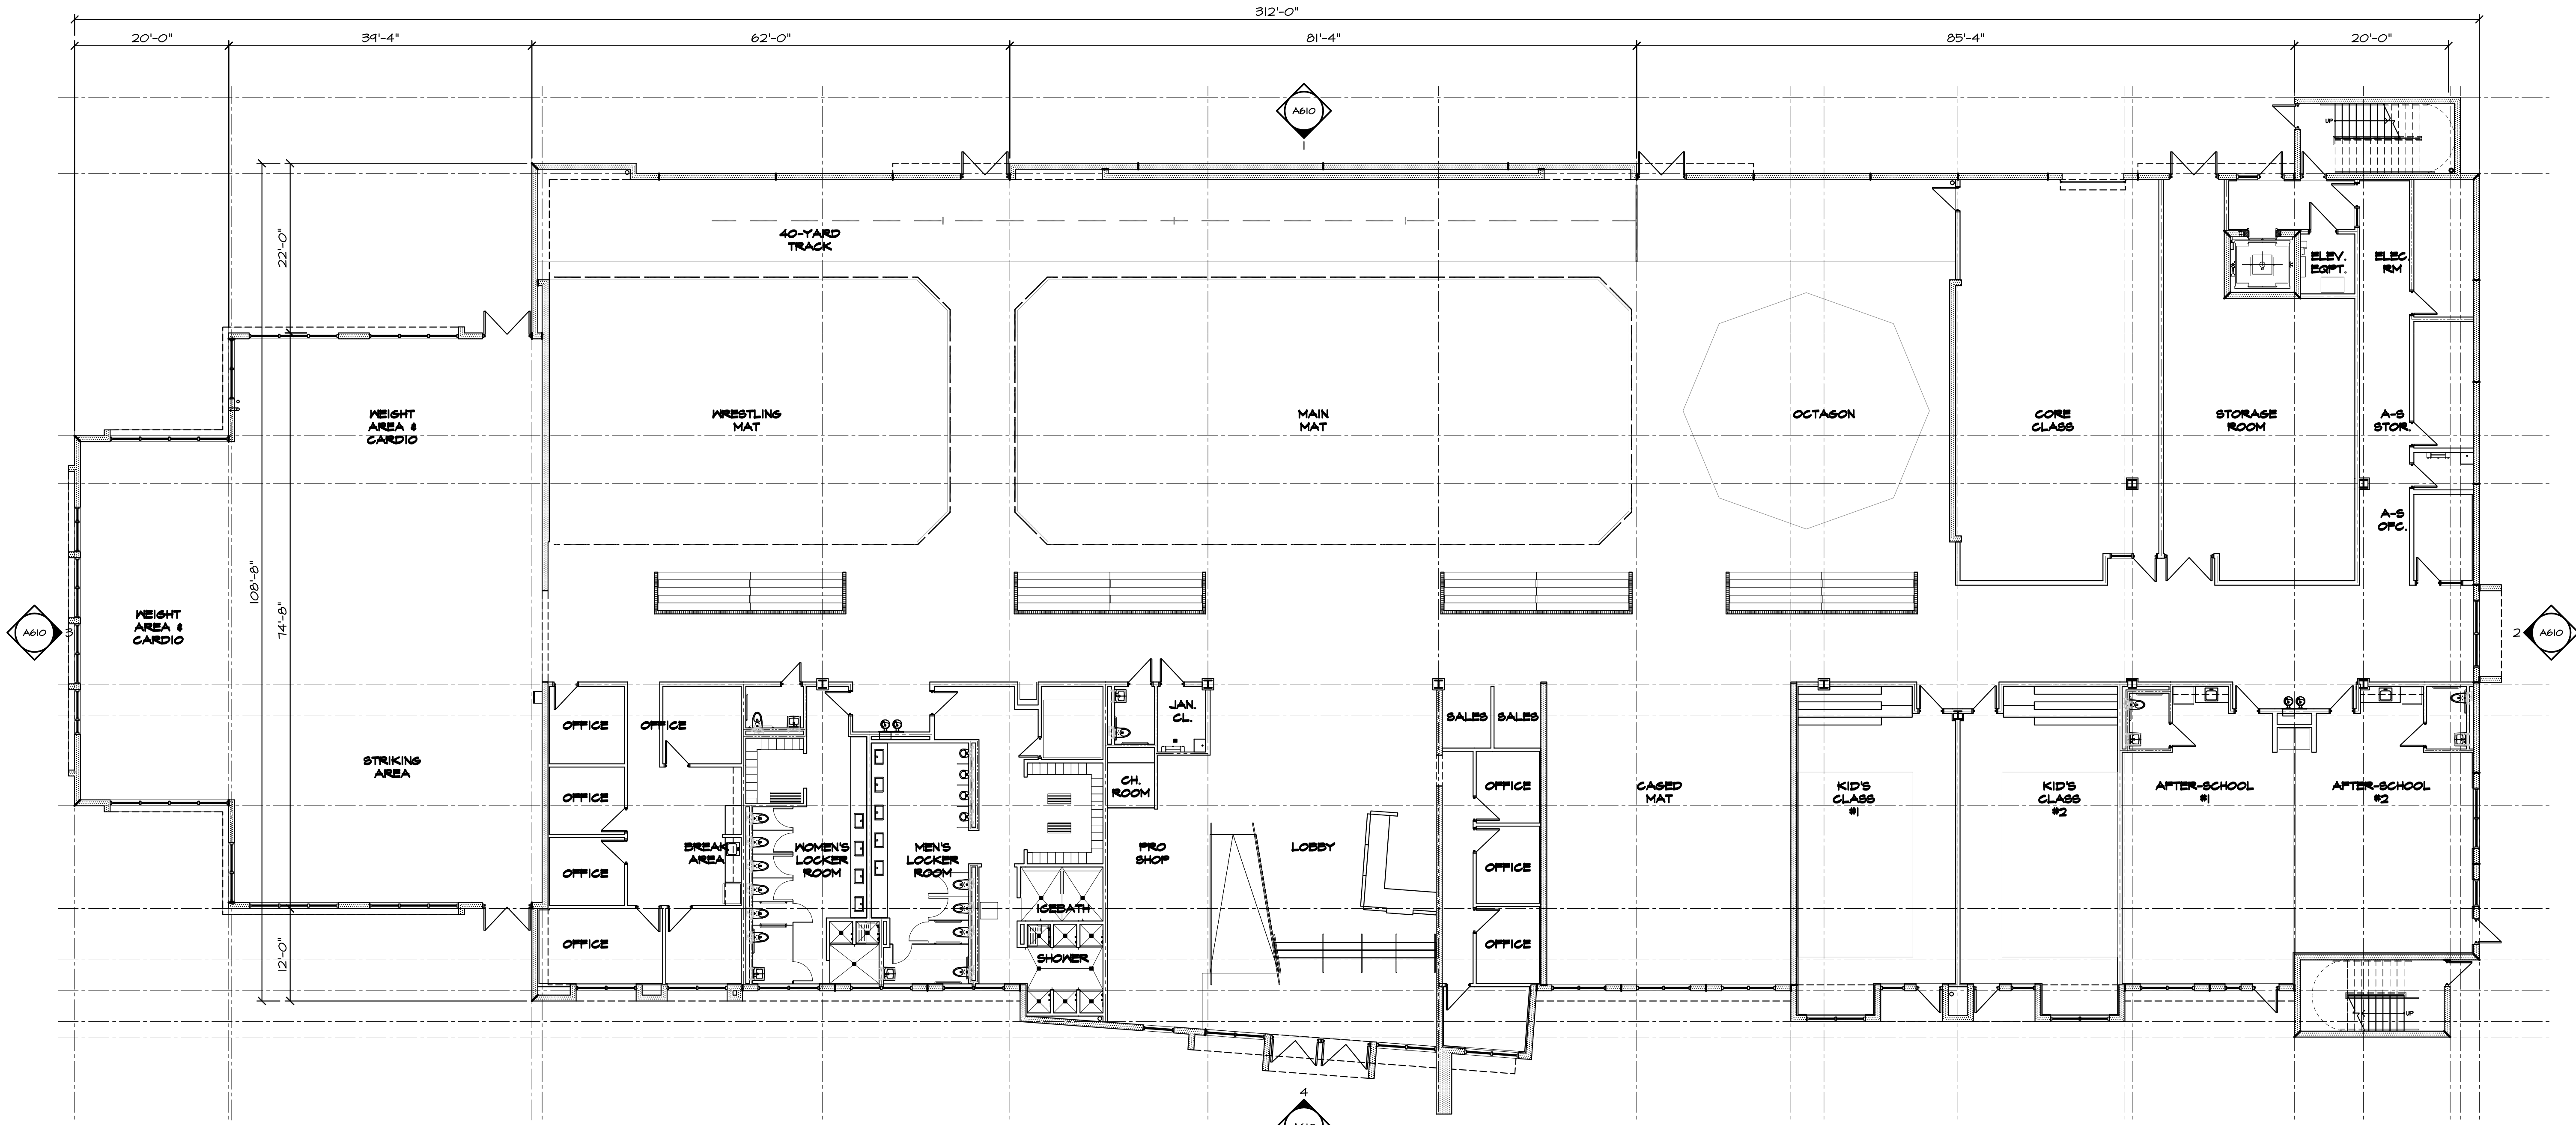 312'-0"
20'-0"
39'-4"
62'-0"
81'-4"
85'-4"
20'-0"
A610
1
UP
22'-0"
40-YARD
TRACK
ELEV.
EQPT.
ELEC.
RM
WEIGHT
AREA &
CARDIO
WRESTLING
MAT
MAIN
MAT
OCTAGON
CORE
CLASS
STORAGE
ROOM
A-S
STOR.
A-S
OFC.
108'-8"
74'-8"
WEIGHT
AREA &
CARDIO
A610
3
2
A610
OFFICE
OFFICE
JAN.
CL.
SALES
SALES
STRIKING
AREA
OFFICE
CH.
ROOM
OFFICE
CAGED
MAT
KID'S
CLASS
#1
KID'S
CLASS
#2
AFTER-SCHOOL
#1
AFTER-SCHOOL
#2
BREAK
AREA
WOMEN'S
LOCKER
ROOM
MEN'S
LOCKER
ROOM
PRO
SHOP
LOBBY
OFFICE
OFFICE
ICEBATH
OFFICE
OFFICE
SHOWER
12'-0"
UP
4
A610